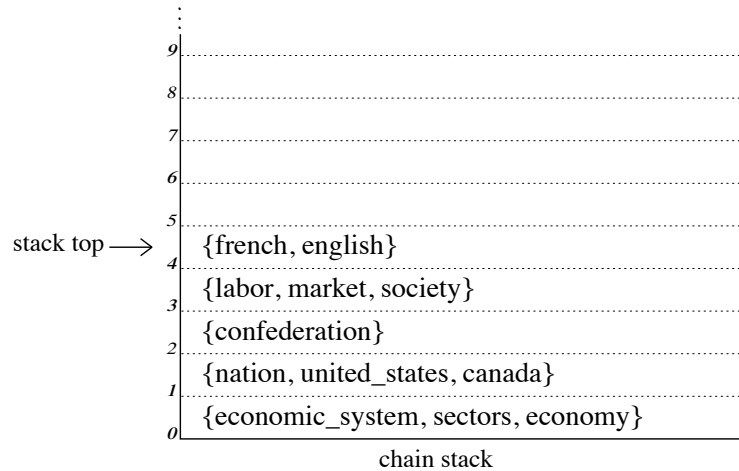 9
8
7
6
5
stack top
{french, english}
4
{labor, market, society}
3
{confederation}
2
{nation, united_states, canada}
1
{economic_system, sectors, economy}
0
chain stack